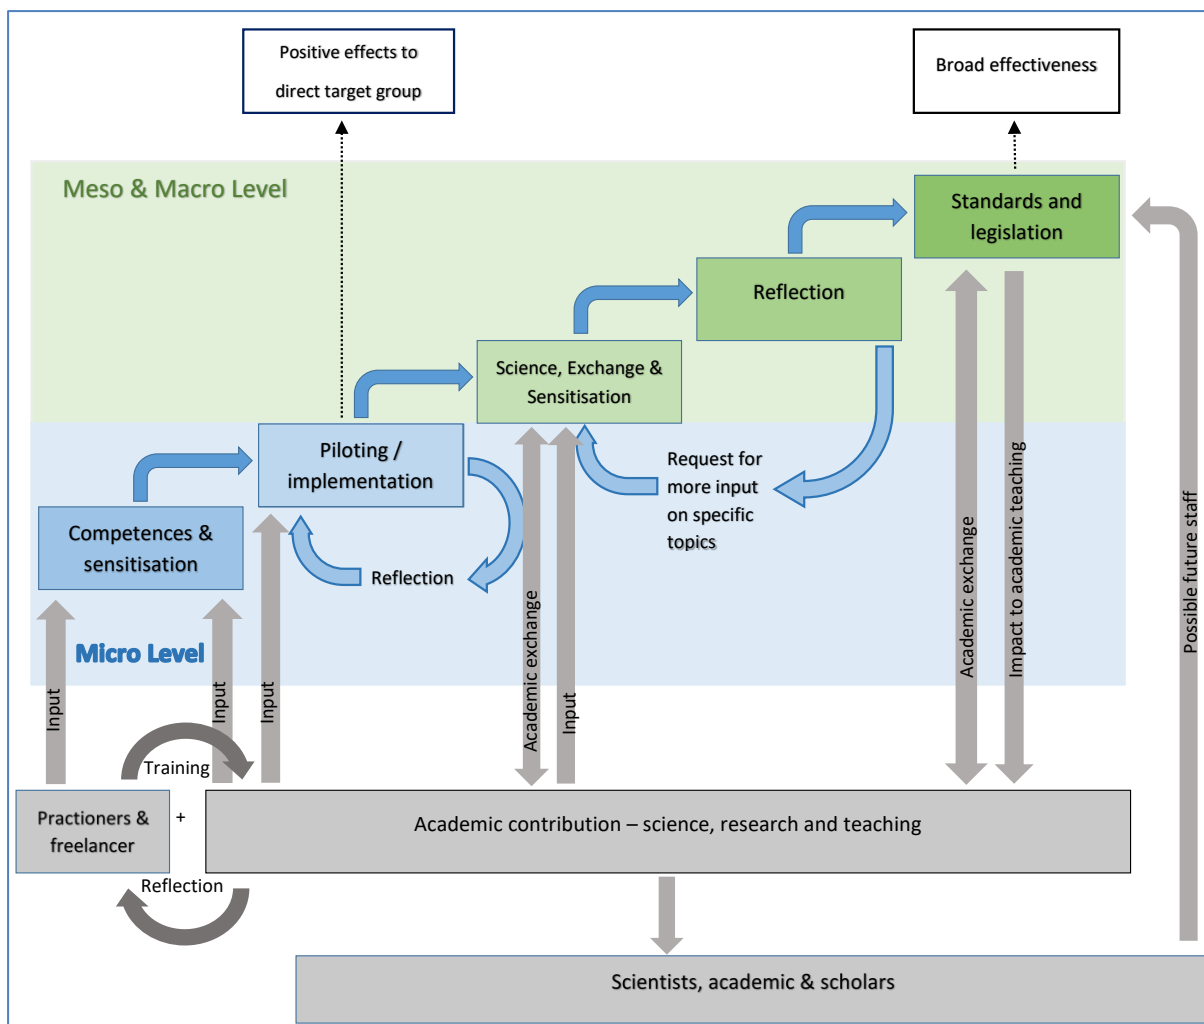 Positive effects to
direct target group
Broad effectiveness
Meso & Macro Level
Standards and
legislation
Reflection
Science, Exchange &
Sensitisation
Piloting /
implementation
Request for
more input
on specific
topics
Competences &
sensitisation
Reflection
Micro Level
Input
Input
Input
Academic exchange
Input
Academic exchange
Impact to academic teaching
Possible future staff
Training
Practioners &
freelancer
+
Academic contribution – science, research and teaching
Reflection
Scientists, academic & scholars